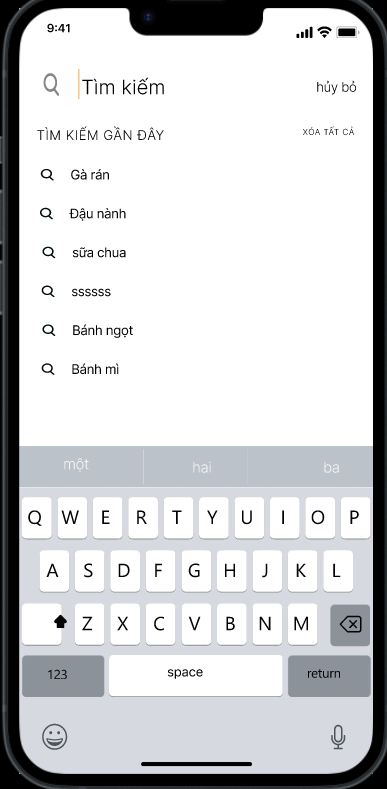 9:41
Tìm kiếm
hủy bỏ
TÌM KIẾM GẦN ĐÂY
XÓA TẤT CẢ
Gà rán
Đậu nành
sữa chua
ssssss
Bánh ngọt
Bánh mì
một hai ba
Q W E R T Y U I O P
A S D F G H J K L
Z X C V B N M
123 space return